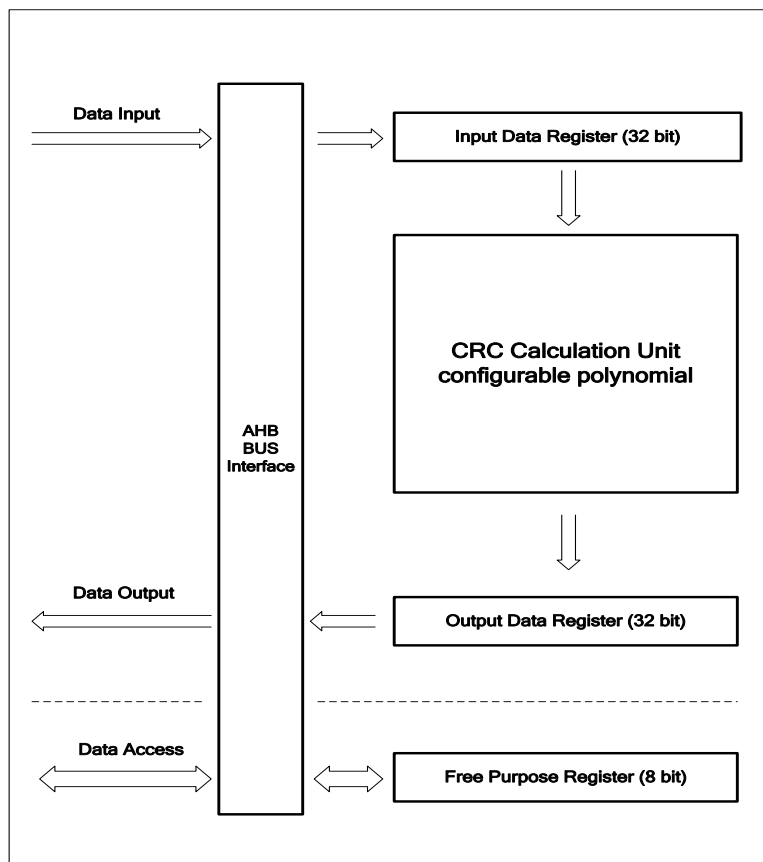 Data Input
Input Data Register (32 bit)
CRC Calculation Unit
configurable polynomial
AHB
BUS
Interface
Data Output
Output Data Register (32 bit)
Data Access
Free Purpose Register (8 bit)